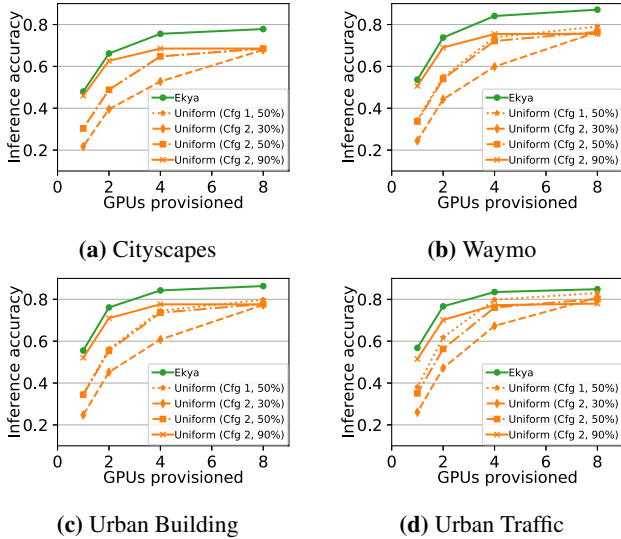 Inference accuracy
0.8
0.6
0.4
0.2
Ekya
Uniform (Cfg 1, 50%)
Uniform (Cfg 2, 30%)
Uniform (Cfg 2, 50%)
Uniform (Cfg 2, 90%)
0 2 4 6 8
GPUs provisioned
(a) Cityscapes
Inference accuracy
0.8
0.6
0.4
0.2
Ekya
Uniform (Cfg 1, 50%)
Uniform (Cfg 2, 30%)
Uniform (Cfg 2, 50%)
Uniform (Cfg 2, 90%)
0 2 4 6 8
GPUs provisioned
(b) Waymo
Inference accuracy
0.8
0.6
0.4
0.2
Ekya
Uniform (Cfg 1, 50%)
Uniform (Cfg 2, 30%)
Uniform (Cfg 2, 50%)
Uniform (Cfg 2, 90%)
0 2 4 6 8
GPUs provisioned
(c) Urban Building
Inference accuracy
0.8
0.6
0.4
0.2
Ekya
Uniform (Cfg 1, 50%)
Uniform (Cfg 2, 30%)
Uniform (Cfg 2, 50%)
Uniform (Cfg 2, 90%)
0 2 4 6 8
GPUs provisioned
(d) Urban Traffic